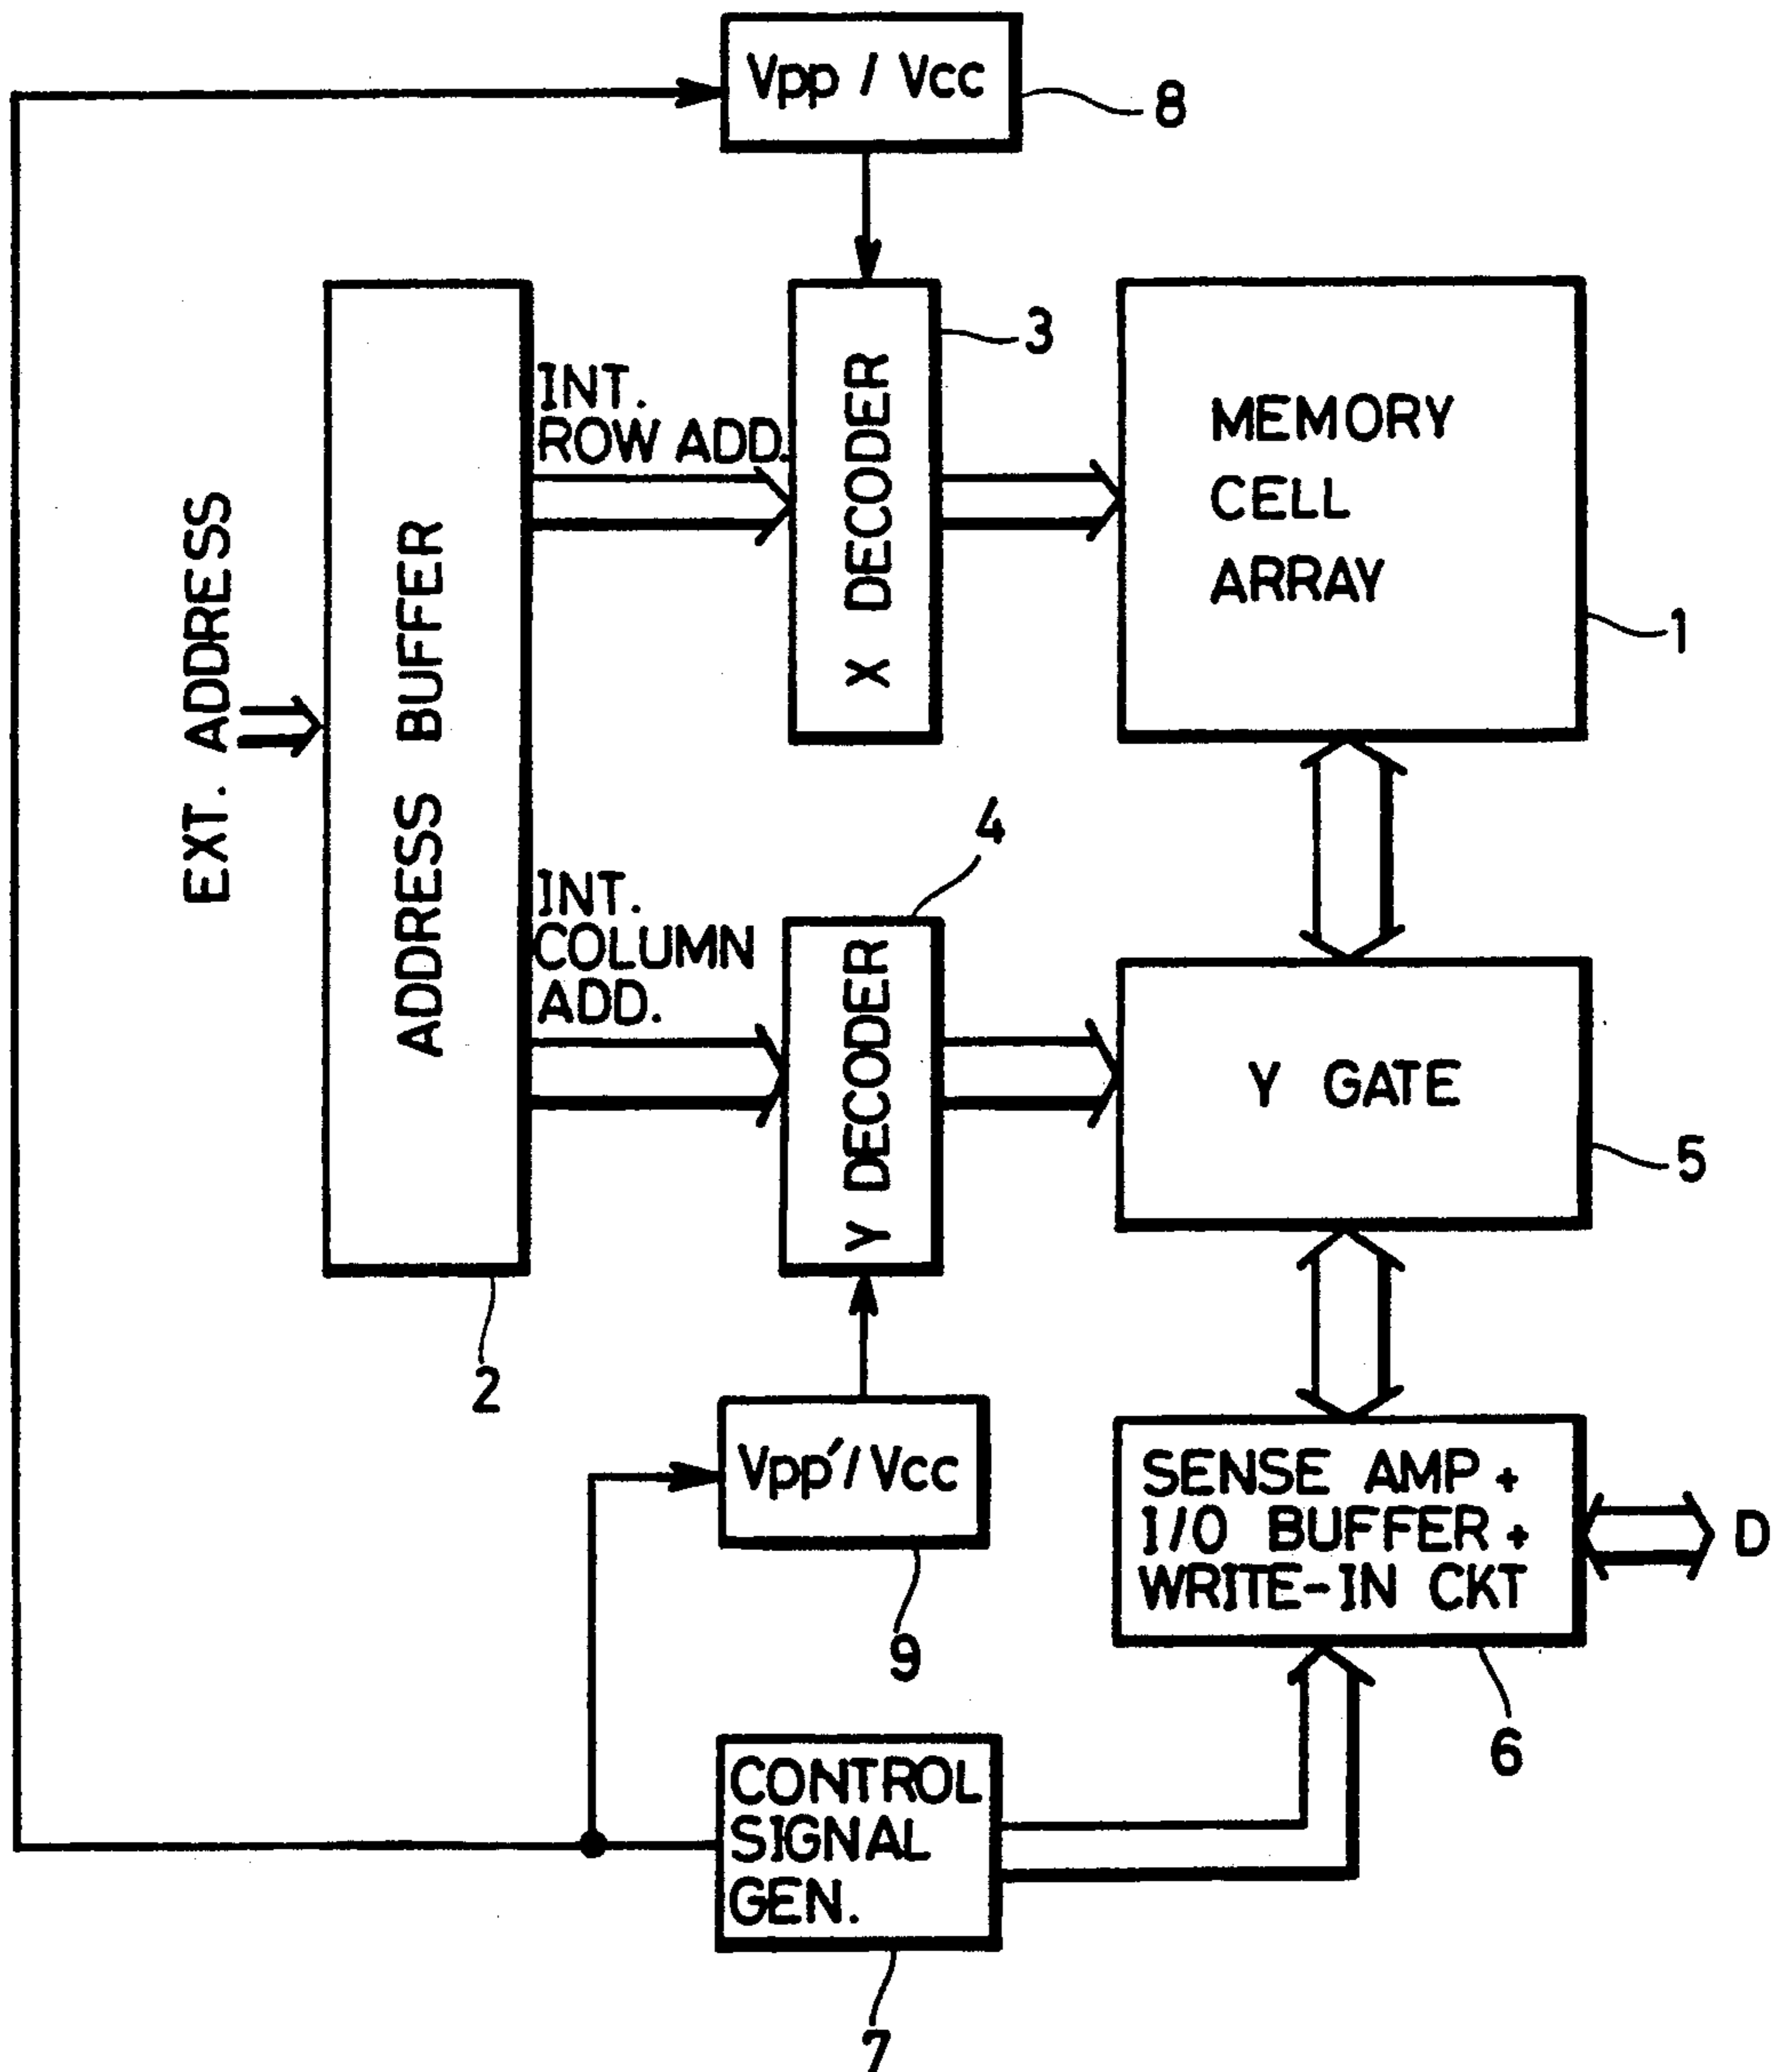 Vpp / Vcc
8
3
INT.
ROW ADD.
X DECODER
MEMORY
CELL
ARRAY
1
EXT. ADDRESS
ADDRESS BUFFER
4
INT.
COLUMN
ADD.
Y DECODER
Y GATE
5
2
Vpp′/Vcc
9
SENSE AMP +
I/O BUFFER +
WRITE-IN CKT
D
6
CONTROL
SIGNAL
GEN.
7